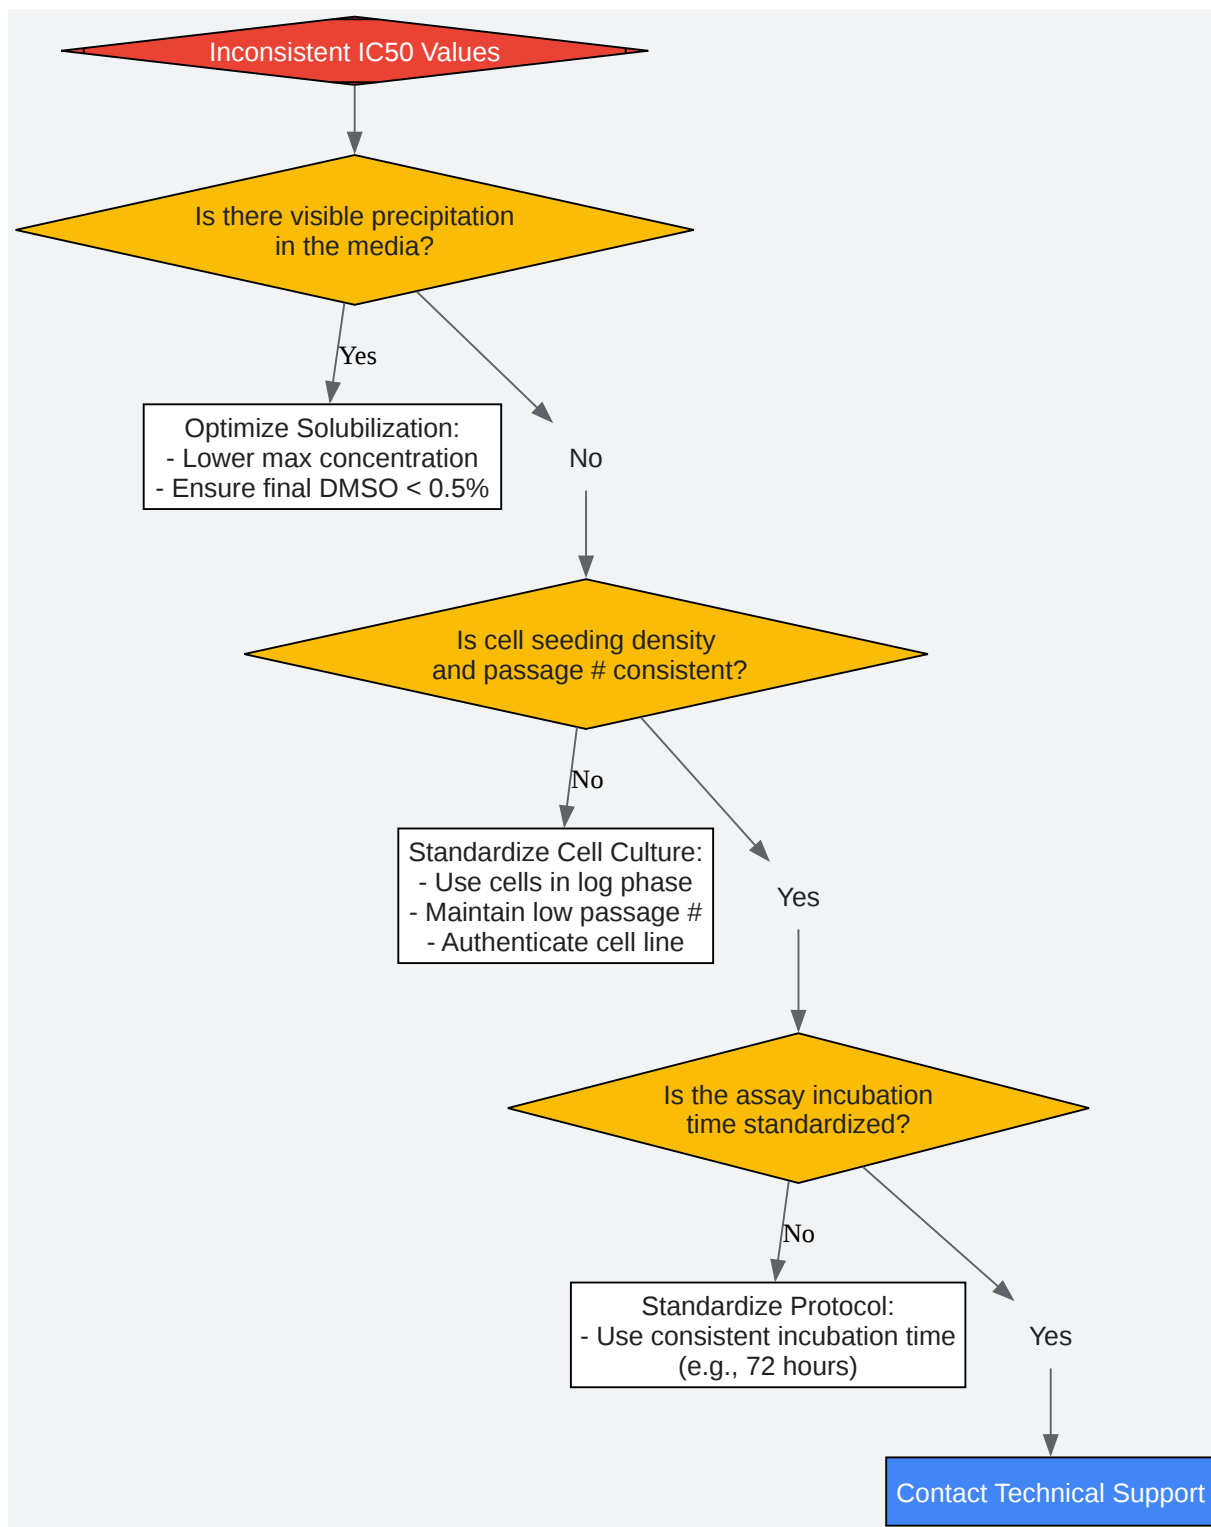 Inconsistent IC50 Values
Is there visible precipitation
in the media?
Yes
Optimize Solubilization:
- Lower max concentration
- Ensure final DMSO < 0.5%
No
Is cell seeding density
and passage # consistent?
No
Standardize Cell Culture:
- Use cells in log phase
- Maintain low passage #
- Authenticate cell line
Yes
Is the assay incubation
time standardized?
No
Standardize Protocol:
- Use consistent incubation time
(e.g., 72 hours)
Yes
Contact Technical Support